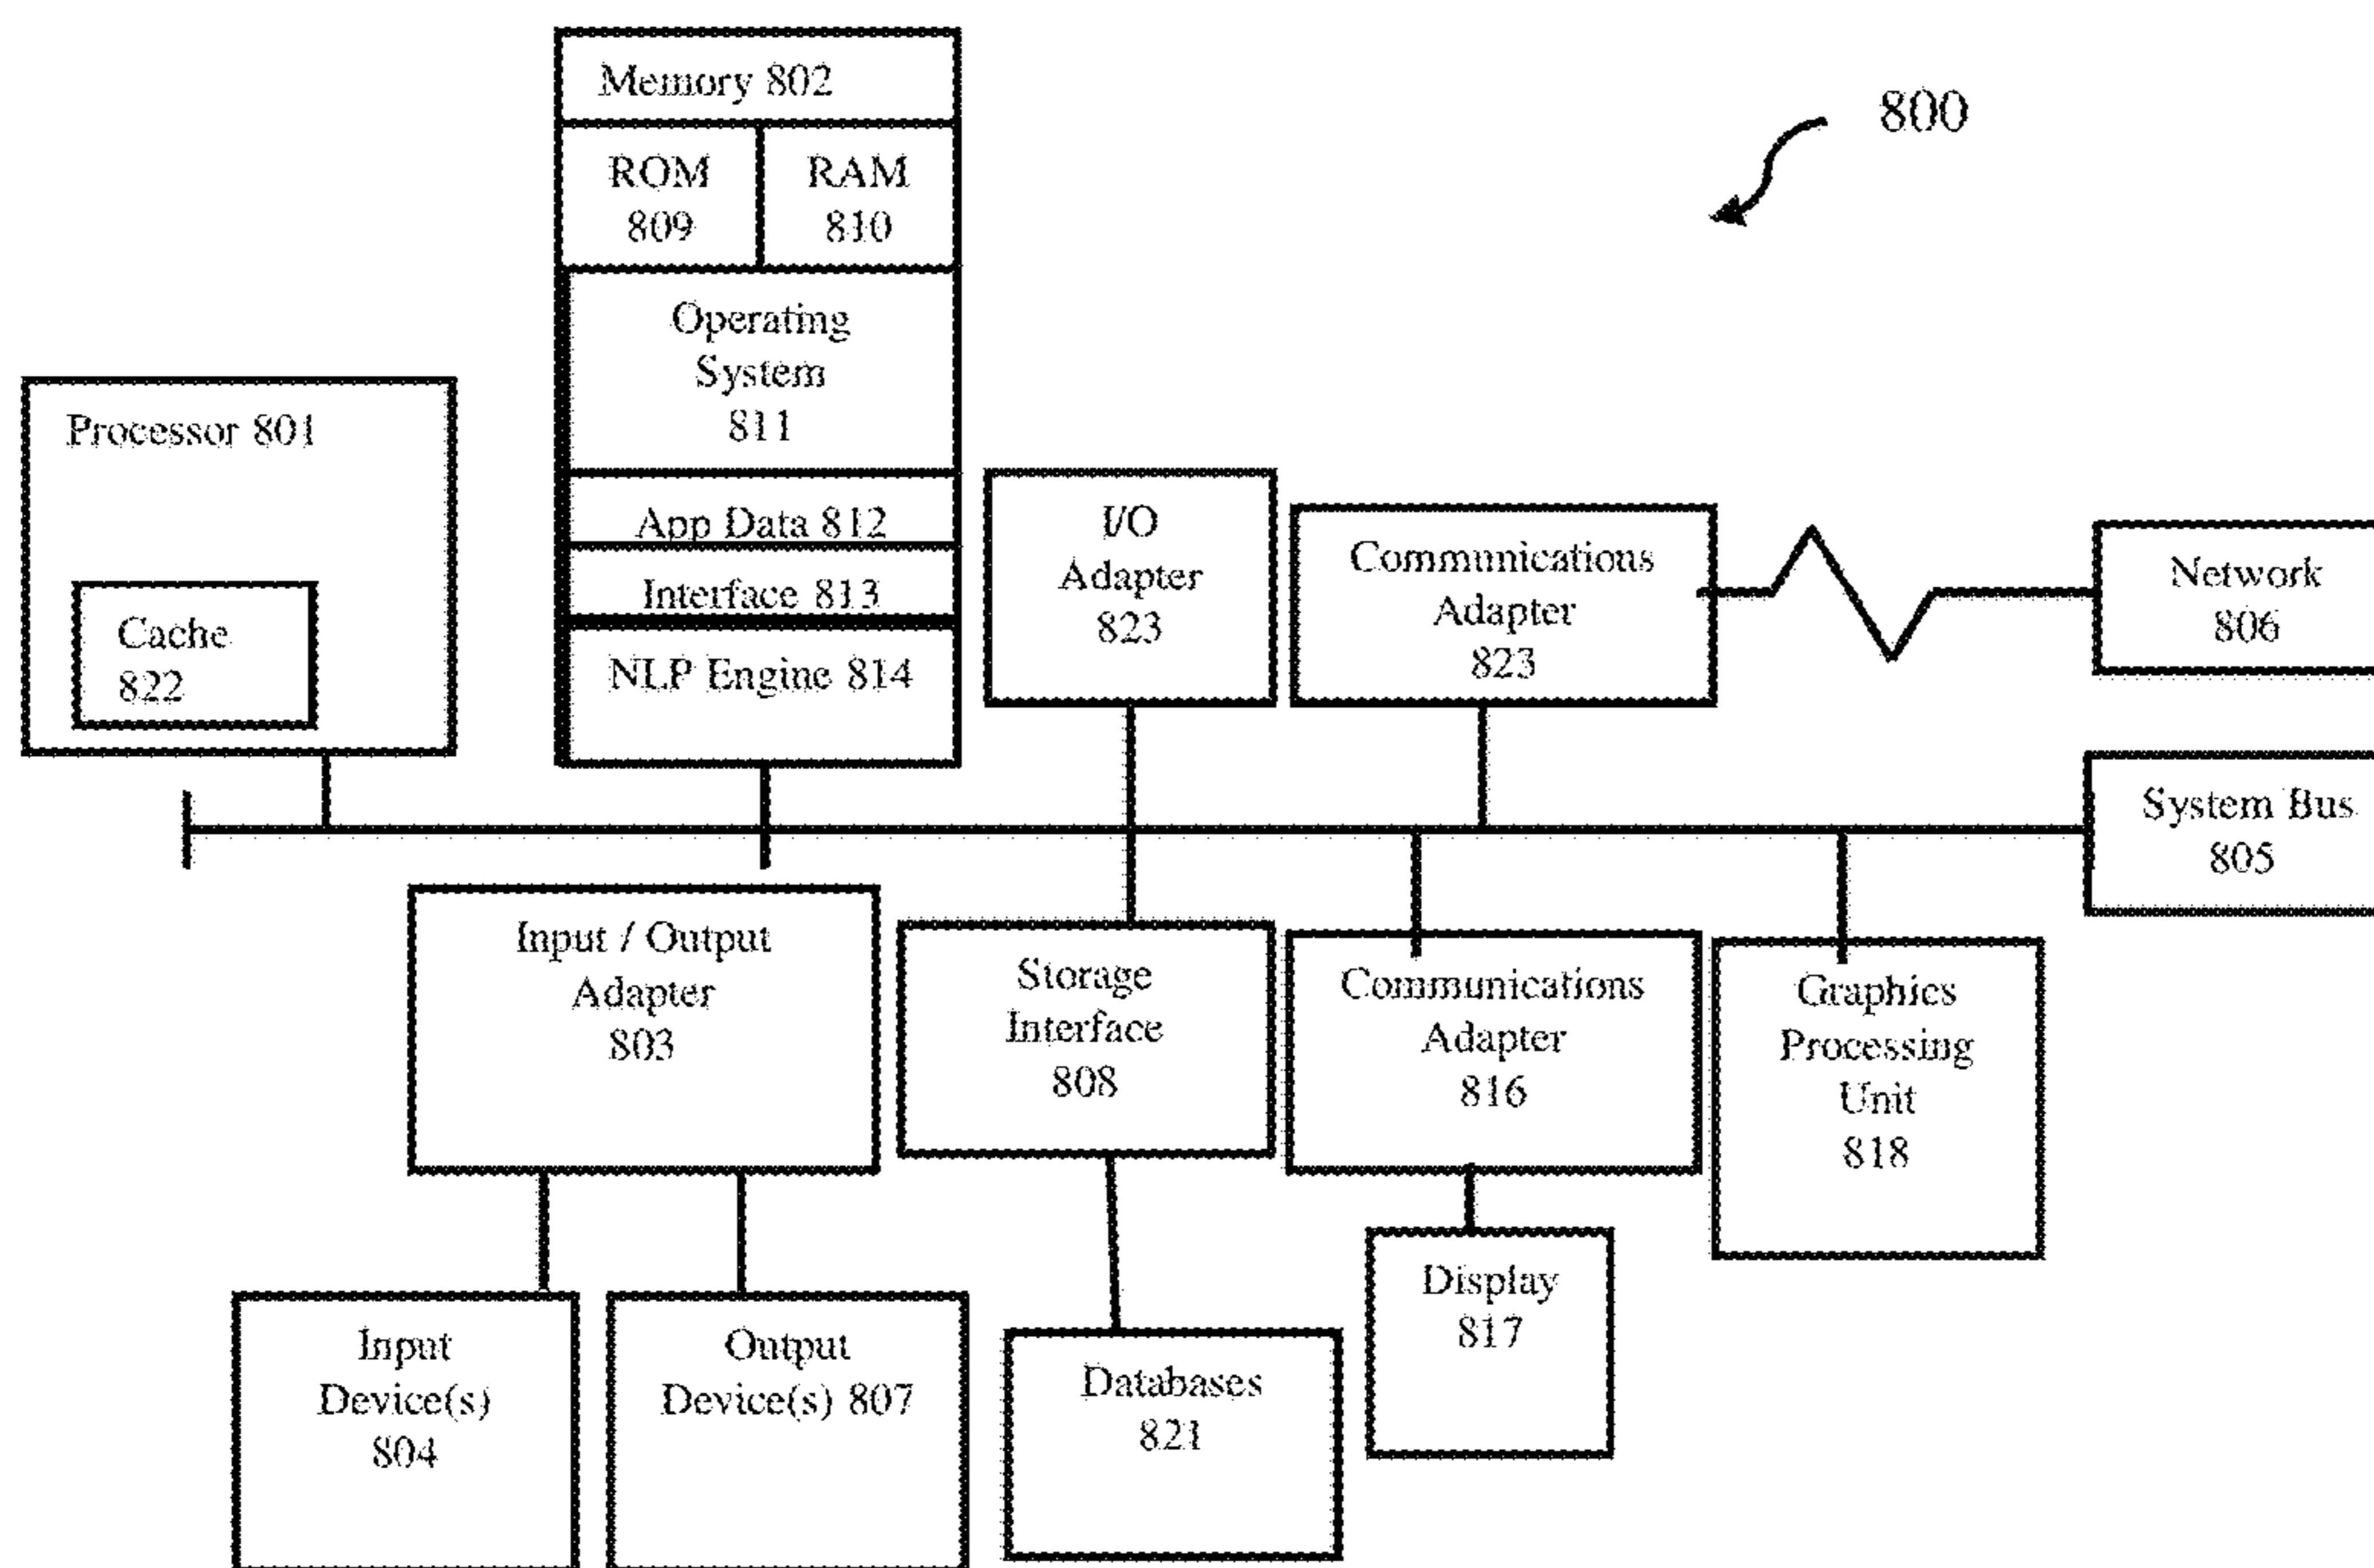 Memory 802
800
ROM
809
RAM
810
Operating
System
811
App Data 812
Interface 813
NLP Engine 814
Processor 801
Cache
822
I/O
Adapter
823
Communications
Adapter
823
Network
806
System Bus
805
Input / Output
Adapter
803
Storage
Interface
808
Communications
Adapter
816
Graphics
Processing
Unit
818
Input
Device(s)
804
Output
Device(s) 807
Databases
821
Display
817